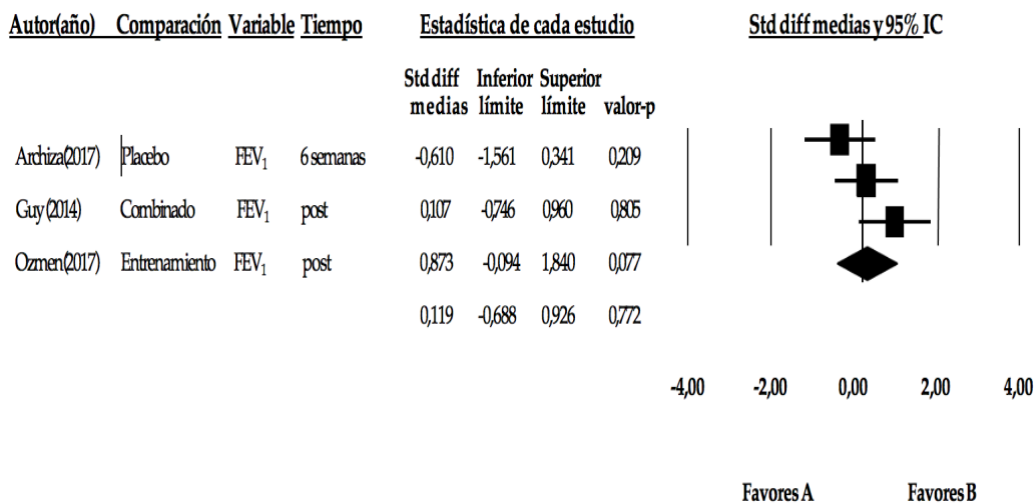 Autor(año) Comparación Variable Tiempo Estadística de cada estudio Std diff medias y 95% IC
Std diff Inferior Superior
medias límite límite valor-p
Archiza(2017) Placebo FEV1 6 semanas -0,610 -1,561 0,341 0,209
Guy (2014) Combinado FEV1 post 0,107 -0,746 0,960 0,805
Ozmen(2017) Entrenamiento FEV1 post 0,873 -0,094 1,840 0,077
0,119 -0,688 0,926 0,772
-4,00 -2,00 0,00 2,00 4,00
Favores A Favores B